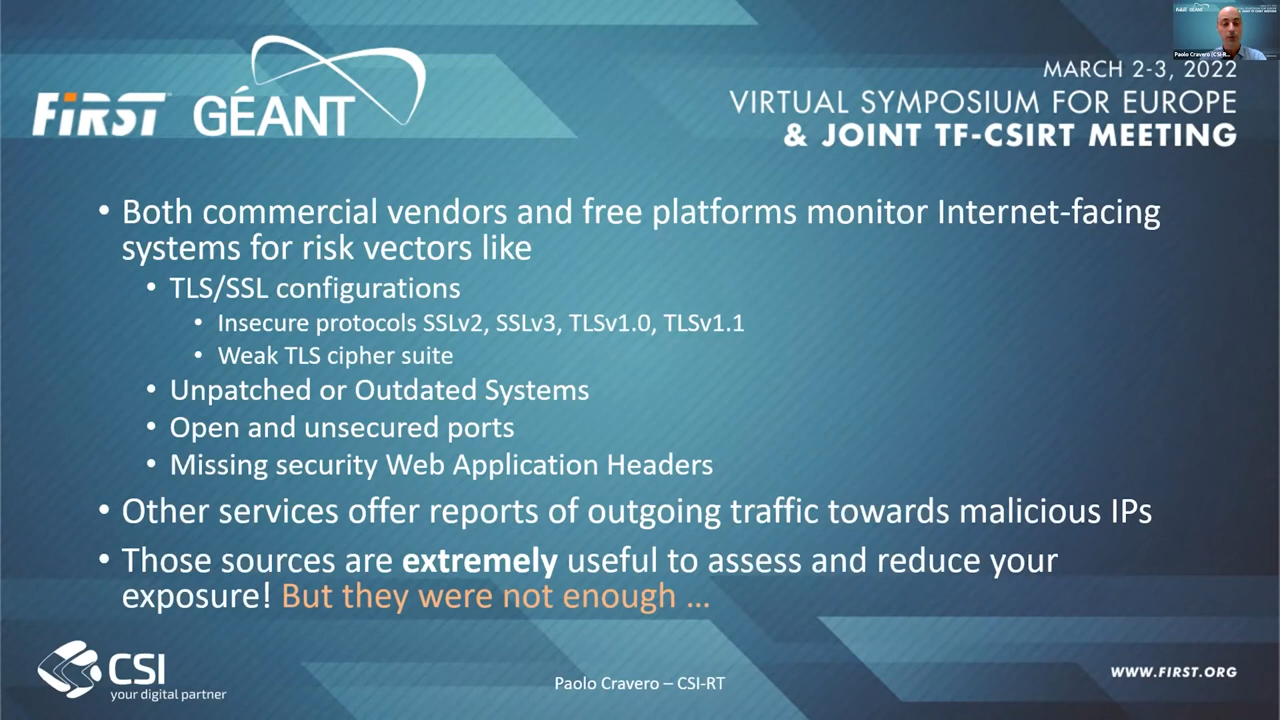 FiRST GÉANT
Paolo Cravero (CSI-R...
MARCH 2-3, 2022
VIRTUAL SYMPOSIUM FOR EUROPE
& JOINT TF-CSIRT MEETING
• Both commercial vendors and free platforms monitor Internet-facing
systems for risk vectors like
• TLS/SSL configurations
• Insecure protocols SSLv2, SSLv3, TLSv1.0, TLSv1.1
• Weak TLS cipher suite
• Unpatched or Outdated Systems
• Open and unsecured ports
• Missing security Web Application Headers
• Other services offer reports of outgoing traffic towards malicious IPs
• Those sources are extremely useful to assess and reduce your
exposure! But they were not enough ...
CSI
your digital partner
Paolo Cravero – CSI-RT
WWW.FIRST.ORG